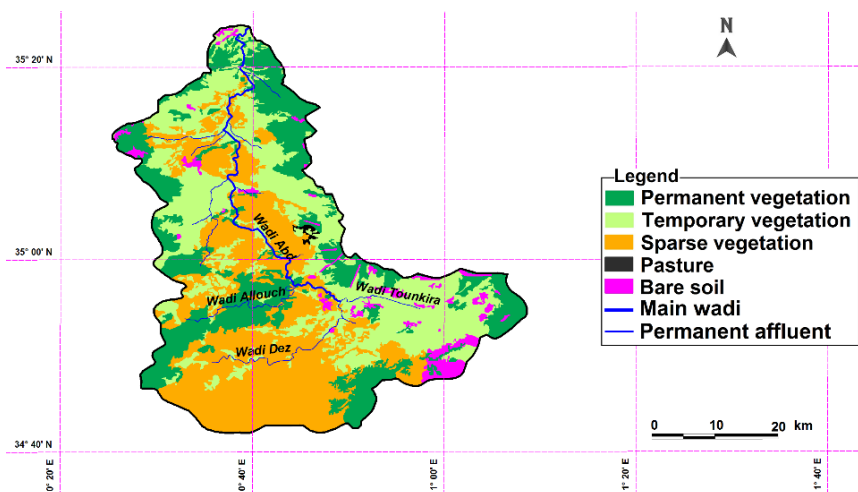 35° 20' N
N
Legend
Permanent vegetation
Temporary vegetation
Sparse vegetation
Pasture
Bare soil
Main wadi
Permanent affluent
Wadi Abd
35° 00' N
Wadi Allouch
Wadi Tounkira
Wadi Dez
0 10 20 km
34° 40' N
0° 20' E
0° 40' E
1° 00' E
1° 20' E
1° 40' E